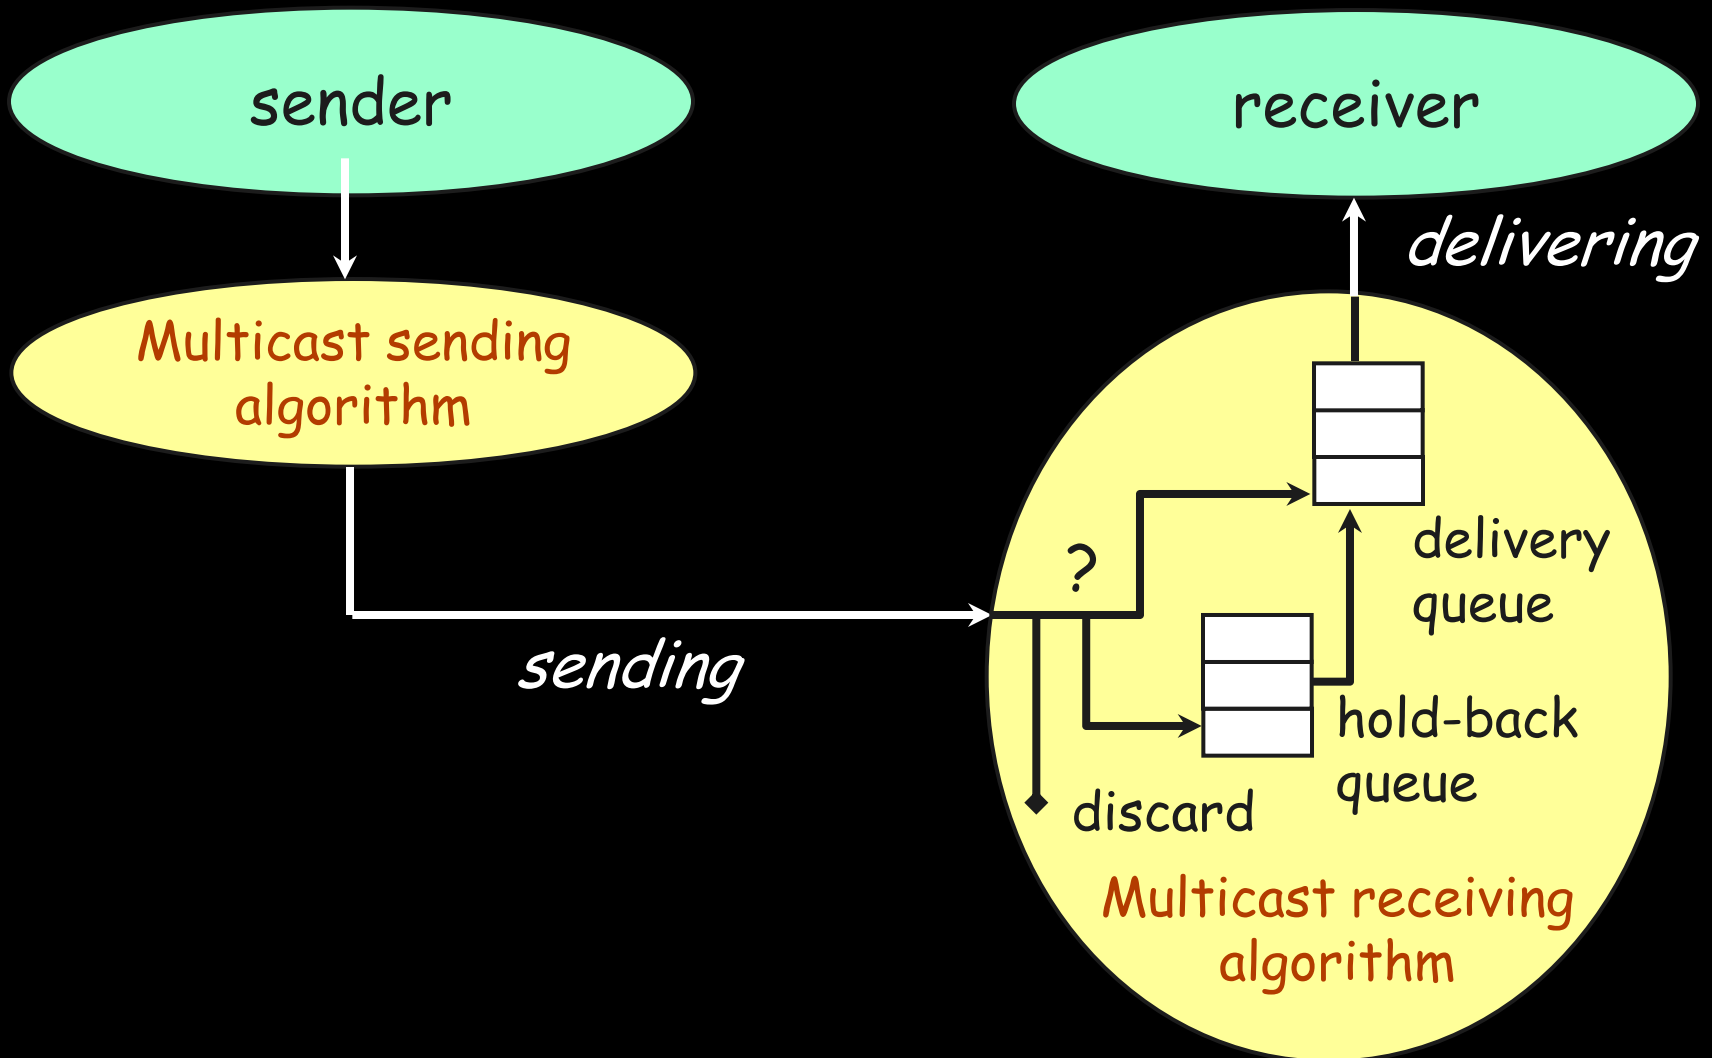 sender
receiver
delivering
Multicast sending
algorithm
sending
?
delivery
queue
hold-back
queue
discard
Multicast receiving
algorithm